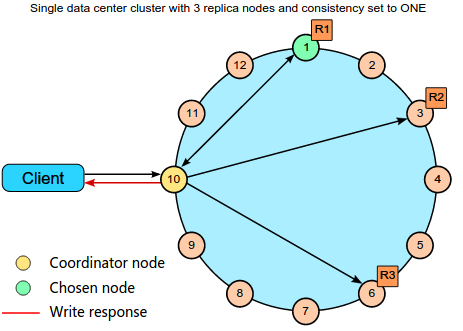 Single data center cluster with 3 replica nodes and consistency set to ONE
R1
1
12
2
R2
11
3
Client
10
4
9
5
R3
8
6
7
Coordinator node
Chosen node
Write response